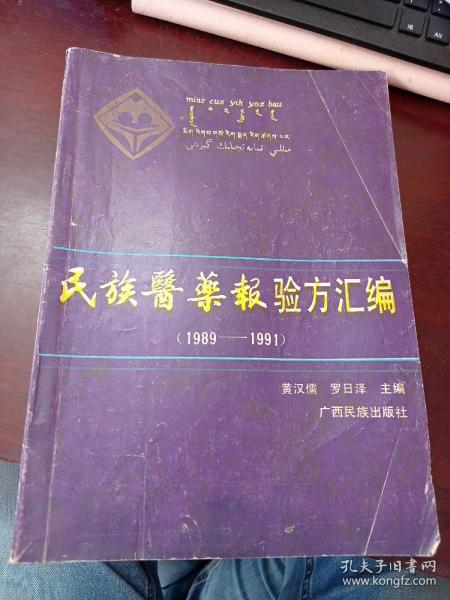 minz cuz yih yoz bau
民族醫藥報验方汇编
(1989——1991)
黄汉儒 罗日泽 主编
广西民族出版社
孔夫子旧书网
www.kongfz.com